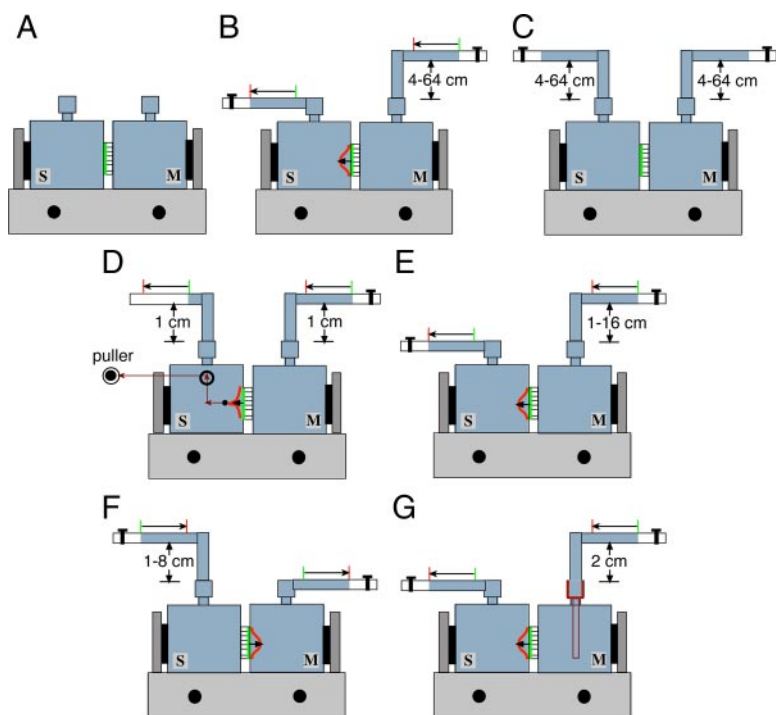 A
S M
B
4-64 cm
S M
C
4-64 cm 4-64 cm
S M
D
1 cm 1 cm
puller
S M
E
1-16 cm
S M
F
1-8 cm
S M
G
2 cm
S M